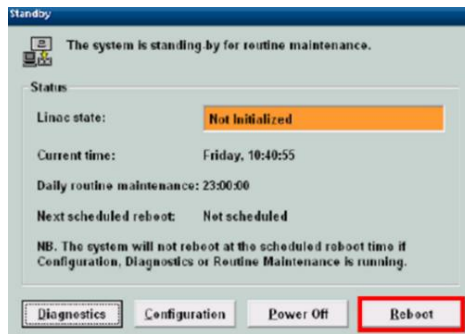 Standby
The system is standing-by for routine maintenance.
Status
Linac state: Not Initialized
Current time: Friday, 10:40:55
Daily routine maintenance: 23:00:00
Next scheduled reboot: Not scheduled
NB. The system will not reboot at the scheduled reboot time if
Configuration, Diagnostics or Routine Maintenance is running.
Diagnostics Configuration Power Off Reboot